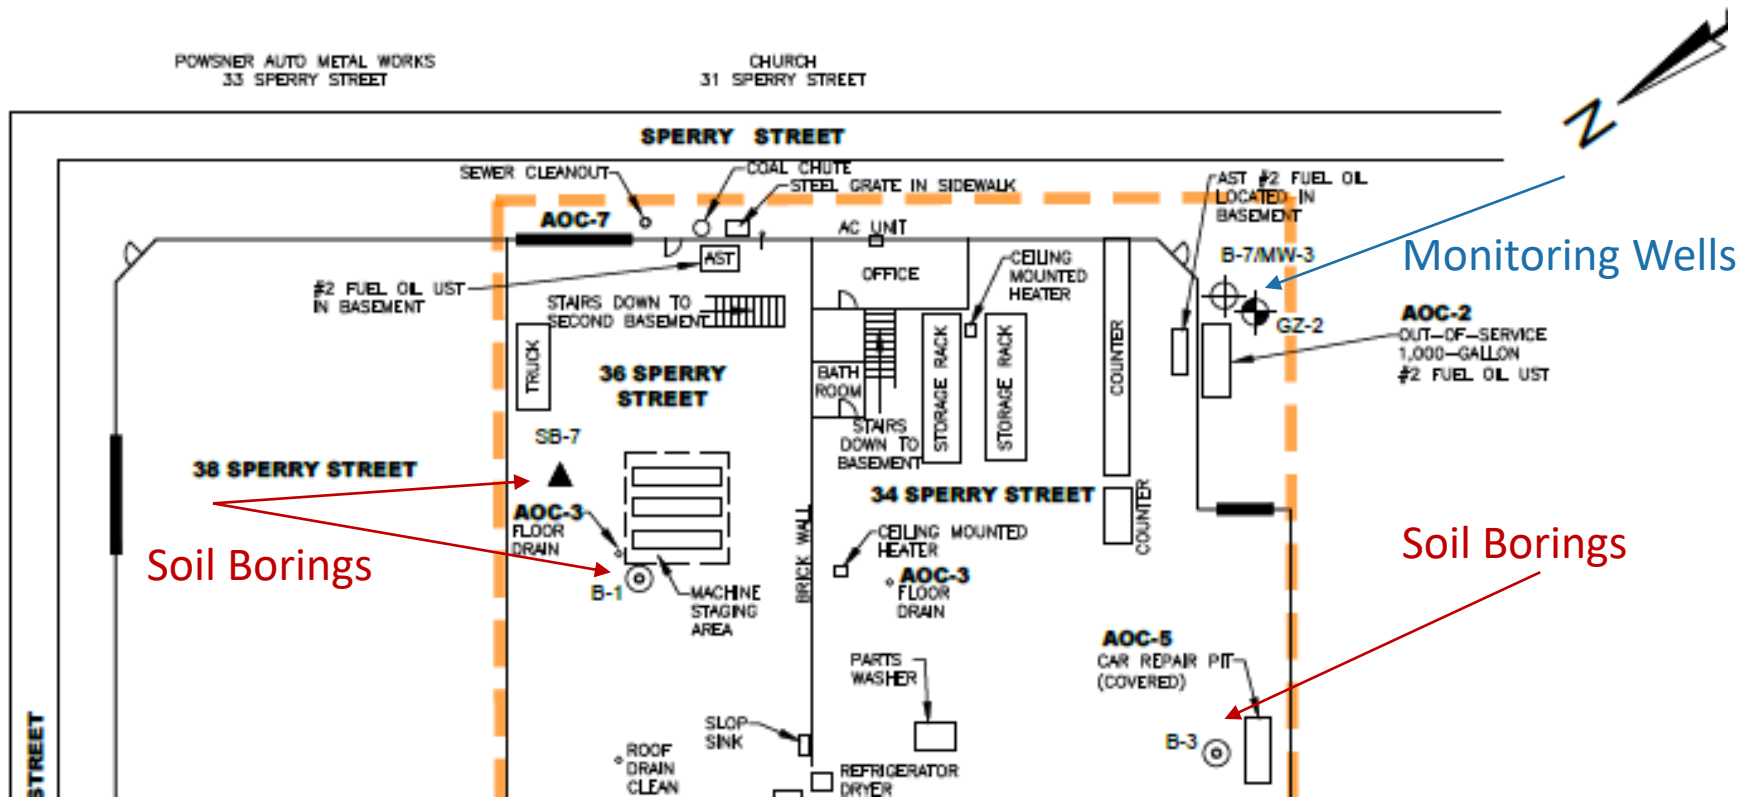 POWSNER AUTO METAL WORKS
33 SPERRY STREET
CHURCH
31 SPERRY STREET
SPERRY STREET
N
SEWER CLEANOUT
COAL CHUTE
STEEL GRATE IN SIDEWALK
AST #2 FUEL OIL
LOCATED IN
BASEMENT
AOC-7
AC UNIT
B-7/MW-3
Monitoring Wells
AST
OFFICE
CEILING
MOUNTED
HEATER
#2 FUEL OIL UST
IN BASEMENT
STAIRS DOWN TO
SECOND BASEMENT
GZ-2
AOC-2
OUT-OF-SERVICE
1,000-GALLON
#2 FUEL OIL UST
TRUCK
36 SPERRY
STREET
BATH
ROOM
STORAGE RACK
STORAGE RACK
COUNTER
STAIRS
DOWN TO
BASEMENT
SB-7
38 SPERRY STREET
34 SPERRY STREET
COUNTER
AOC-3
FLOOR
DRAIN
BRICK WALL
CEILING MOUNTED
HEATER
Soil Borings
Soil Borings
B-1
MACHINE
STAGING
AREA
AOC-3
FLOOR
DRAIN
AOC-5
CAR REPAIR PIT
(COVERED)
PARTS
WASHER
SLOP
SINK
B-3
ROOF
DRAIN
CLEAN
REFRIGERATOR
DRYER
STREET